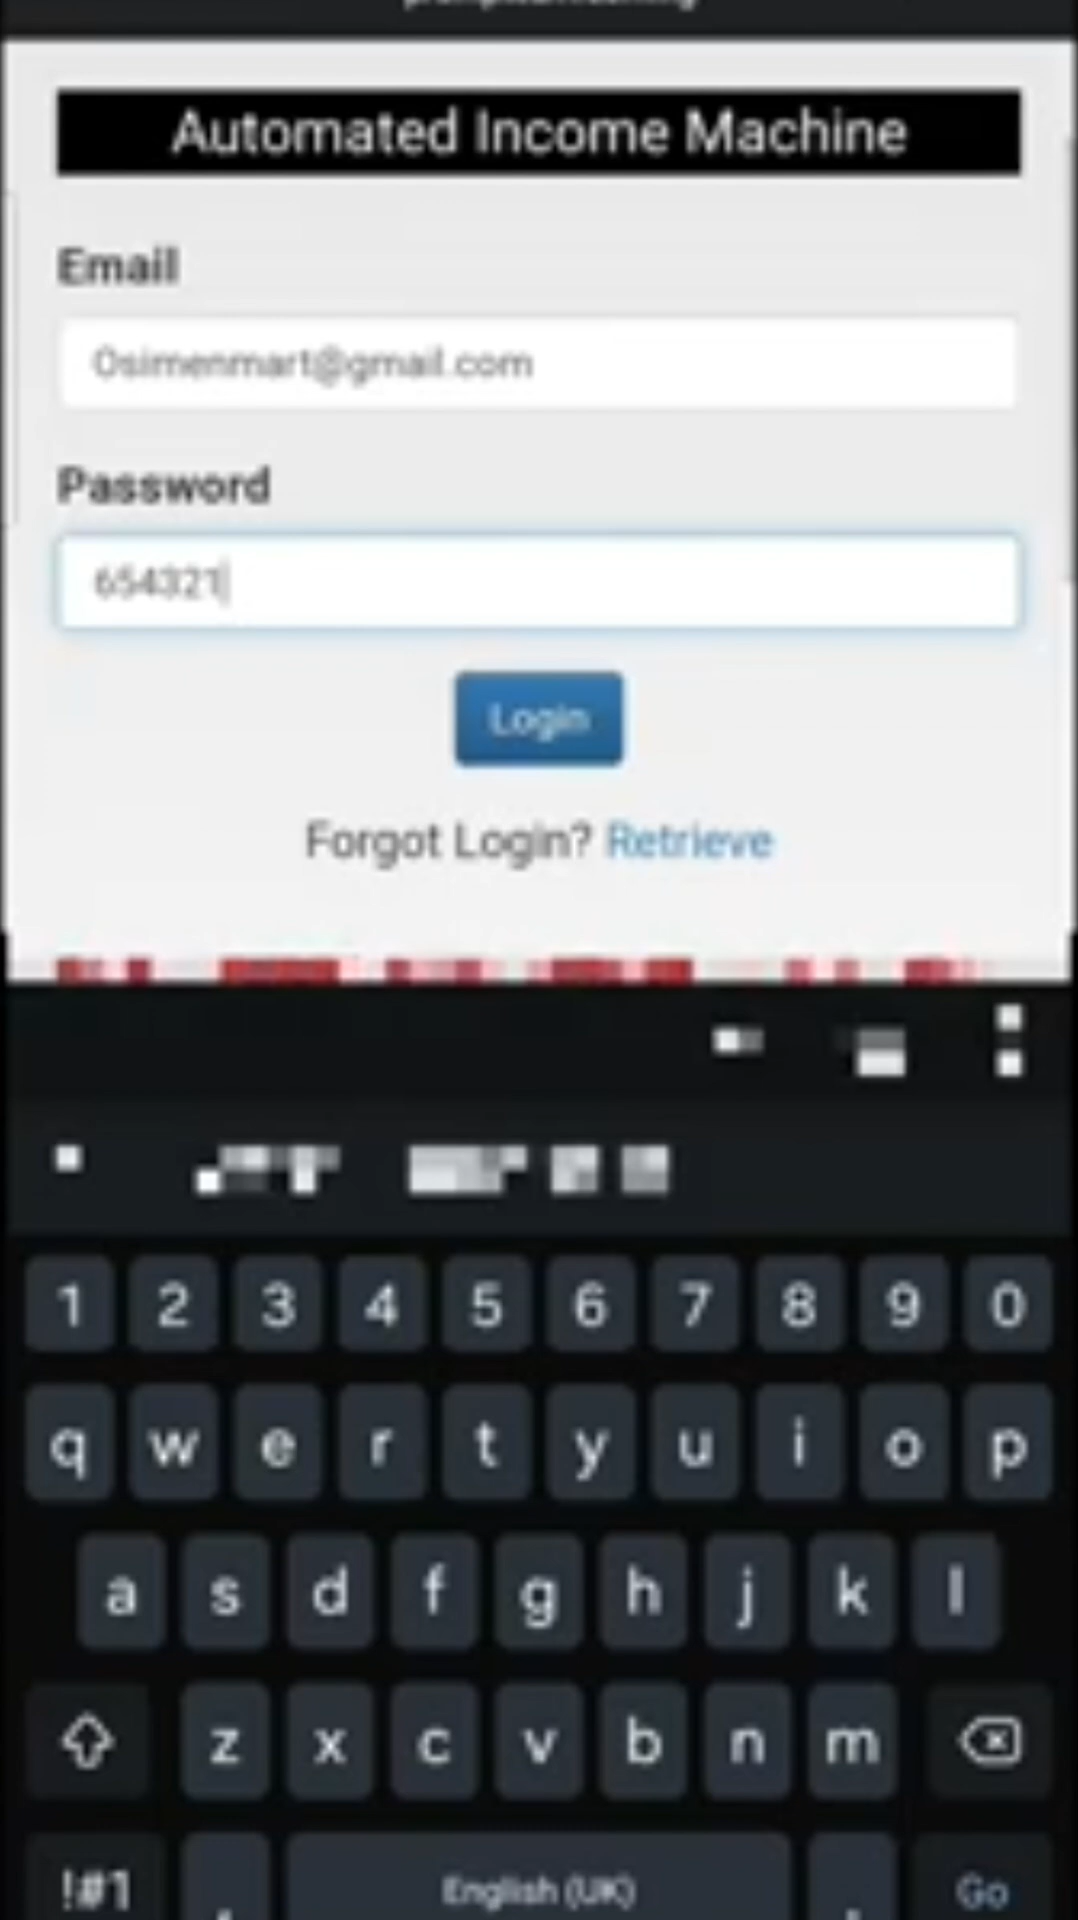 Automated Income Machine
Email
Osimenmart@gmail.com
Password
654321
Login
Forgot Login? Retrieve
1 2 3 4 5 6 7 8 9 0
q w e r t y u i o p
a s d f g h j k l
z x c v b n m
!#1 , English (UK) . Go